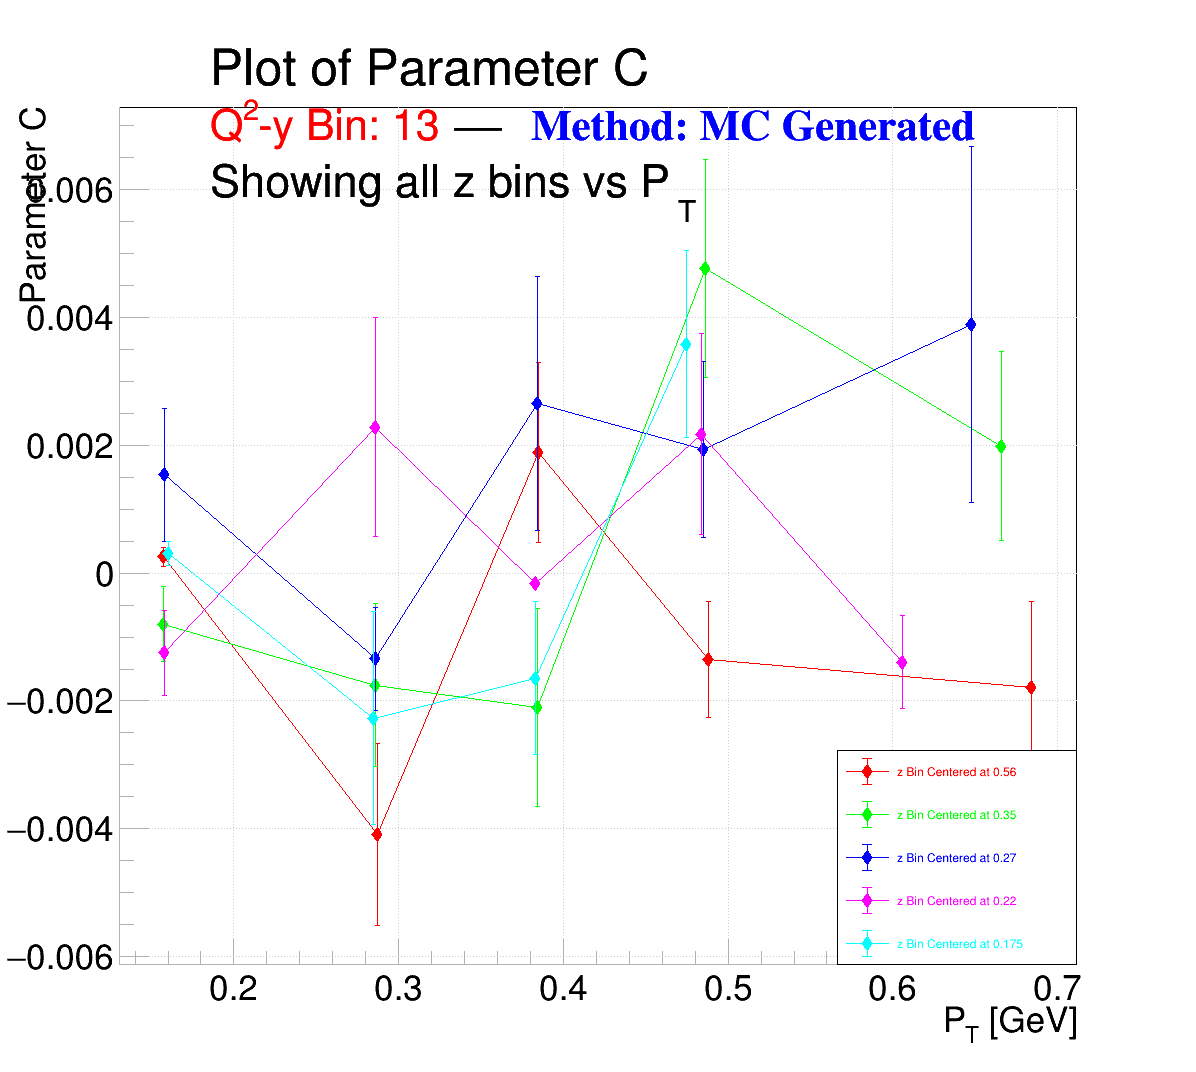 Plot of Parameter C
Q²-y Bin: 13 — Method: MC Generated
Showing all z bins vs P_T
Parameter C
0.006
0.004
0.002
0
−0.002
−0.004
−0.006
z Bin Centered at 0.56
z Bin Centered at 0.35
z Bin Centered at 0.27
z Bin Centered at 0.22
z Bin Centered at 0.175
0.2 0.3 0.4 0.5 0.6 0.7
P_T [GeV]